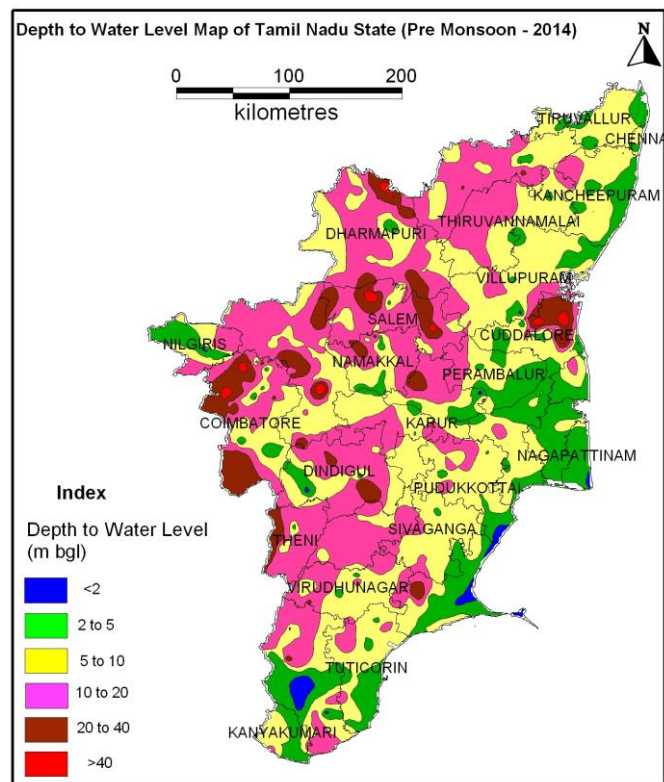 Depth to Water Level Map of Tamil Nadu State (Pre Monsoon - 2014)
N
0 100 200
kilometres
TIRUVALLUR
CHENNA
KANCHEEPURAM
THIRUVANNAMALAI
DHARMAPURI
VILLUPURAM
SALEM
CUDDALORE
NILGIRIS
NAMAKKAL
PERAMBALUR
COIMBATORE
KARUR
NAGAPATTINAM
DINDIGUL
PUDUKKOTTAI
SIVAGANGA
THENI
VIRUDHUNAGAR
TUTICORIN
KANYAKUMARI
Index
Depth to Water Level
(m bgl)
<2
2 to 5
5 to 10
10 to 20
20 to 40
>40